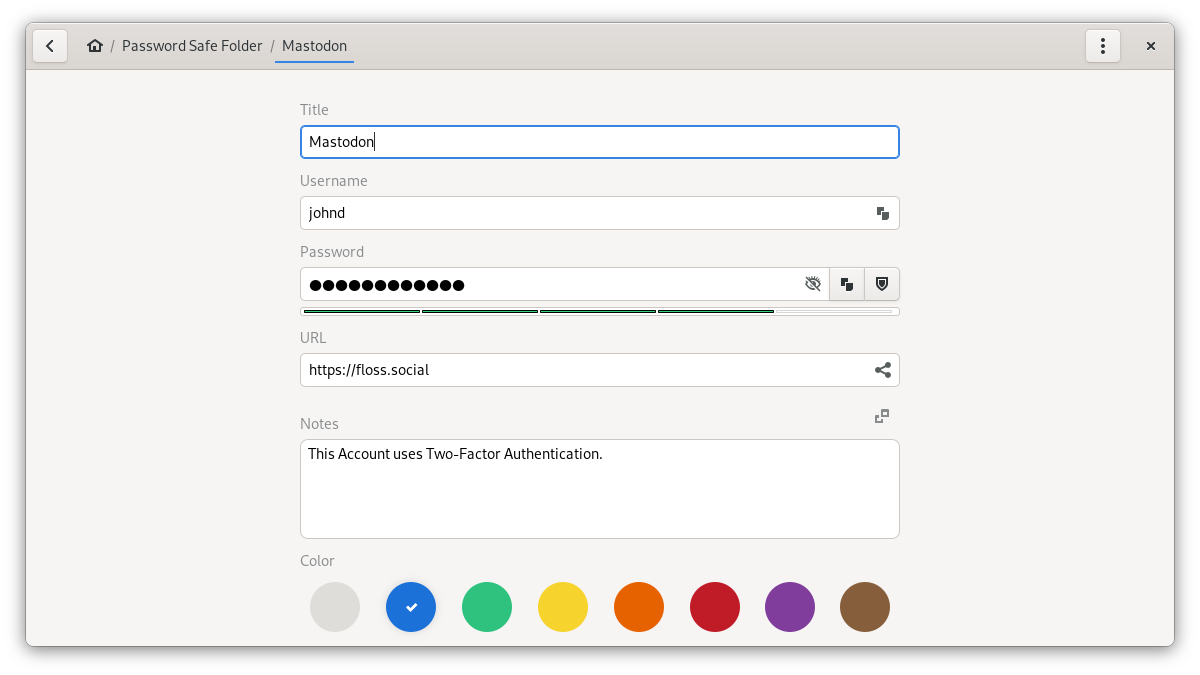 / Password Safe Folder / Mastodon
Title
Mastodon
Username
johnd
Password
●●●●●●●●●●●●
URL
https://floss.social
Notes
This Account uses Two-Factor Authentication.
Color